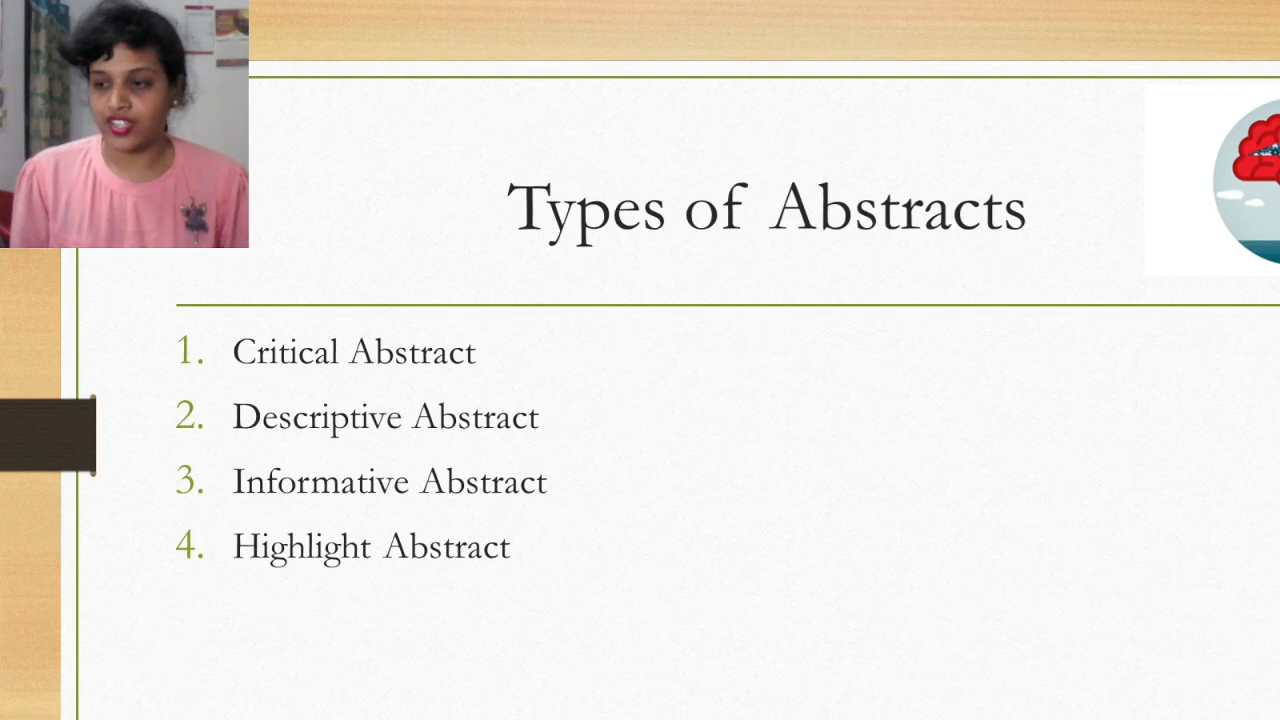 Types of Abstracts
1. Critical Abstract
2. Descriptive Abstract
3. Informative Abstract
4. Highlight Abstract